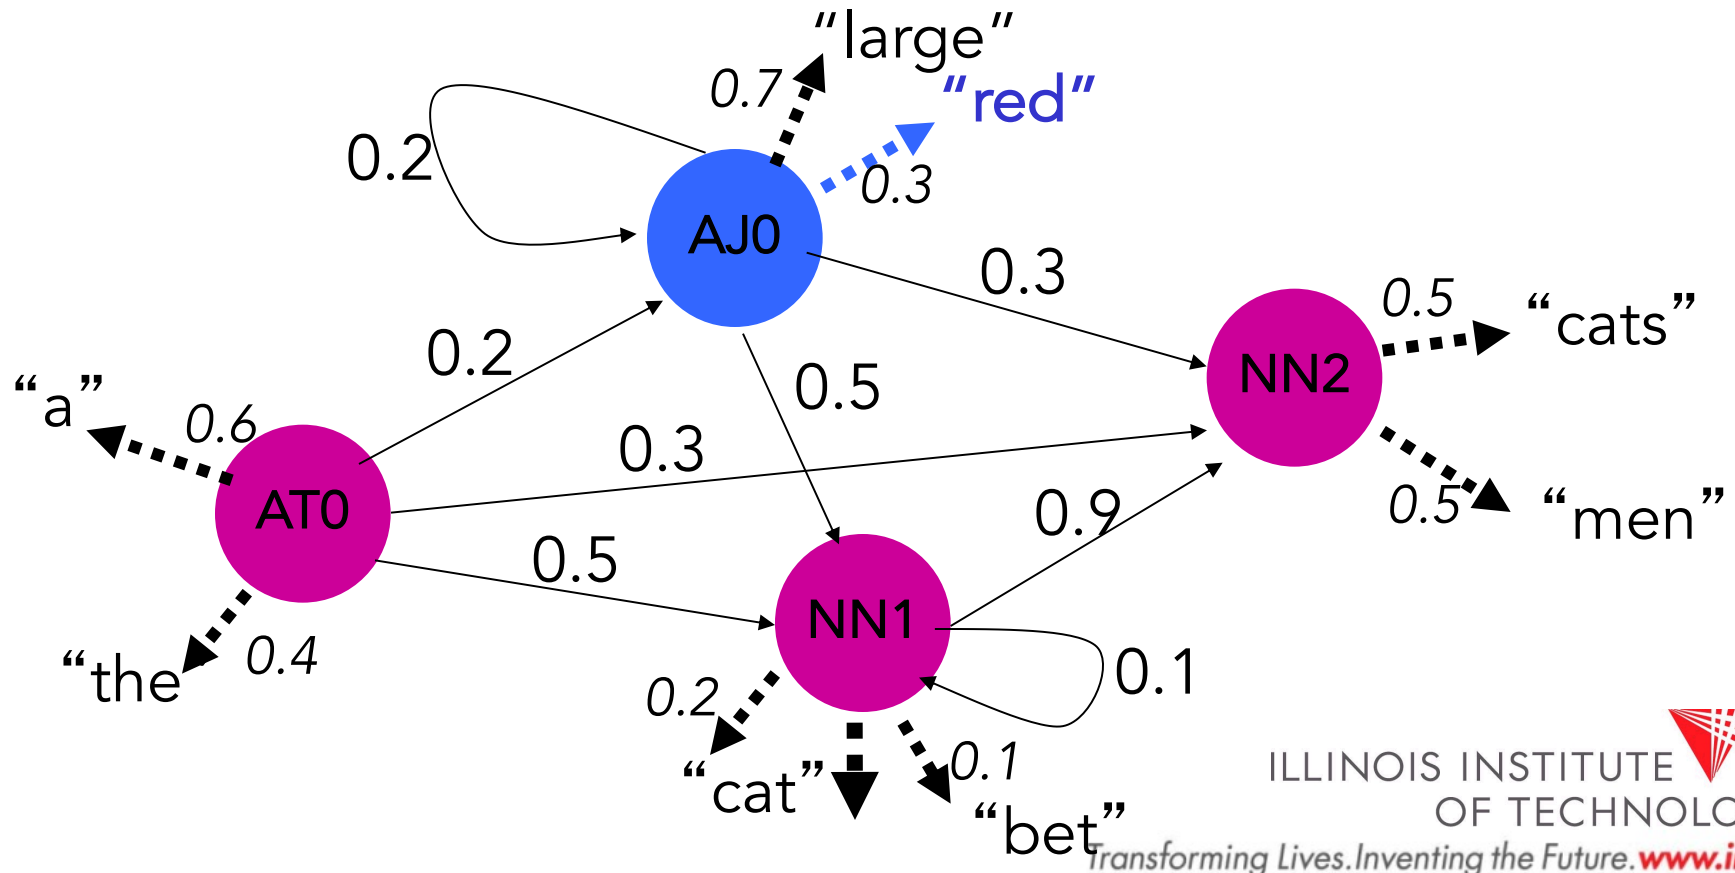 “large”
0.7
“red”
0.2
0.3
AJ0
0.3
0.5
“cats”
0.2
NN2
“a”
0.5
0.6
0.3
AT0
0.9
0.5
“men”
0.5
NN1
“the
0.4
0.2
0.1
“cat”
0.1
“bet”
ILLINOIS INSTITUTE
OF TECHNOLO
Transforming Lives.Inventing the Future.www.i